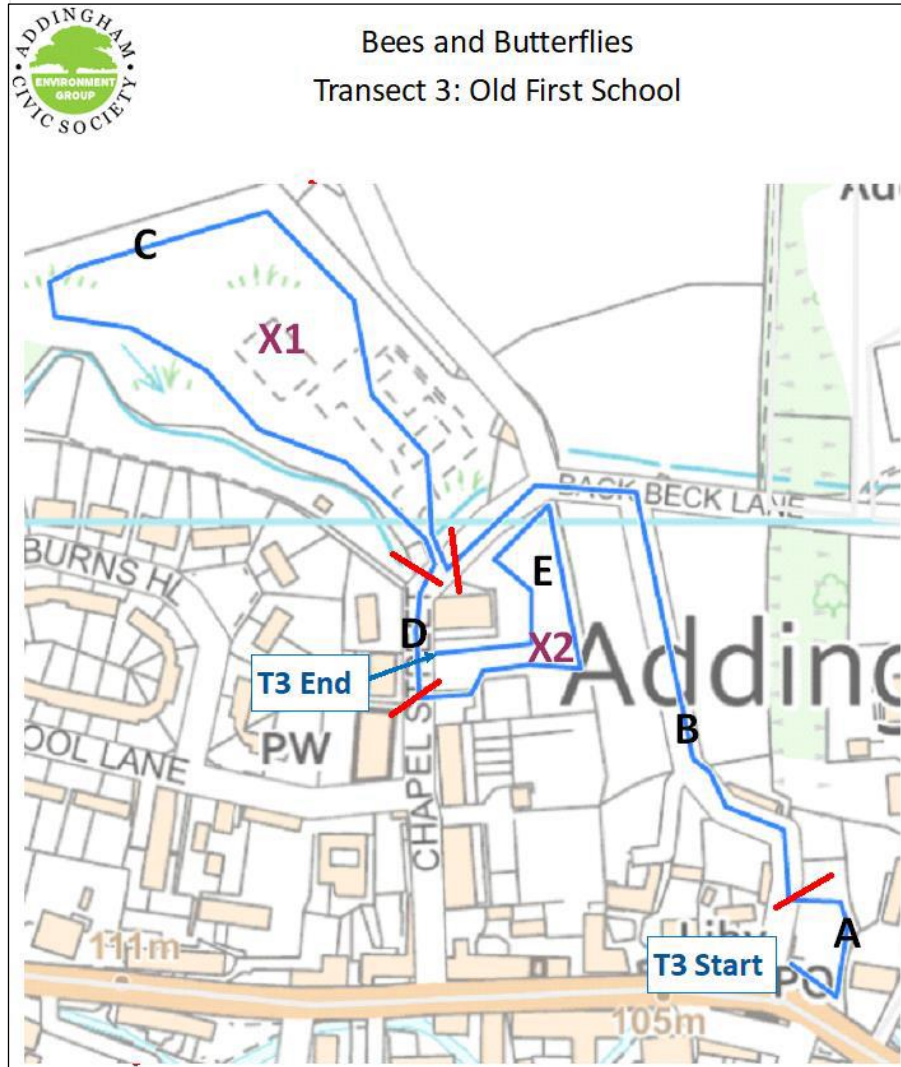 ADDINGHAM
CIVIC SOCIETY
ENVIRONMENT
GROUP
Bees and Butterflies
Transect 3: Old First School
C
X1
BACK BECK LANE
BURNS
E
D
X2
T3 End
Adding
PW
B
OOL LANE
CHAPEL
A
111m
T3 Start
PO
105m